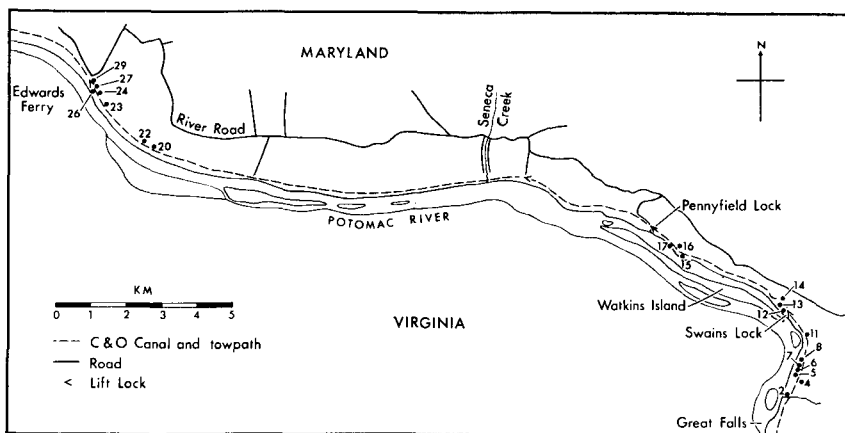 MARYLAND
N
29
27
24
23
26
Edwards
Ferry
22
20
River Road
Seneca
Creek
POTOMAC RIVER
Pennyfield Lock
17
16
15
Watkins Island
14
13
12
Swains Lock
11
8
7
6
5
4
2
Great Falls
VIRGINIA
KM
0 1 2 3 4 5
C & O Canal and towpath
Road
< Lift Lock